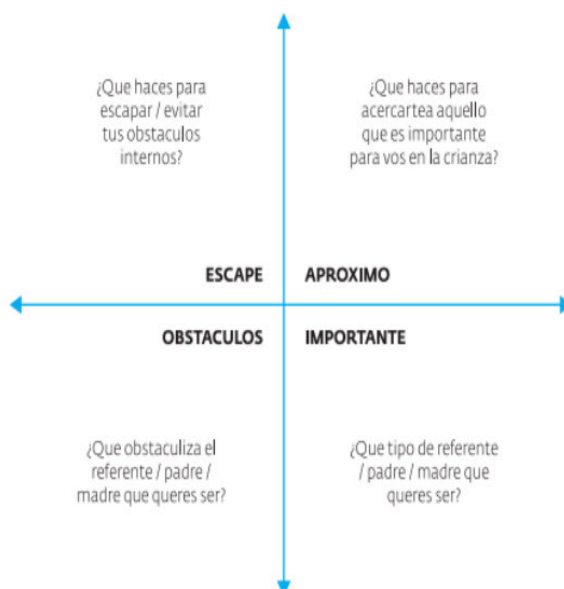 ¿Que haces para
escapar / evitar
tus obstaculos
internos?
¿Que haces para
acercartea aquello
que es importante
para vos en la crianza?
ESCAPE
APROXIMO
OBSTACULOS
IMPORTANTE
¿Que obstaculiza el
referente / padre /
madre que queres ser?
¿Que tipo de referente
/ padre / madre que
queres ser?